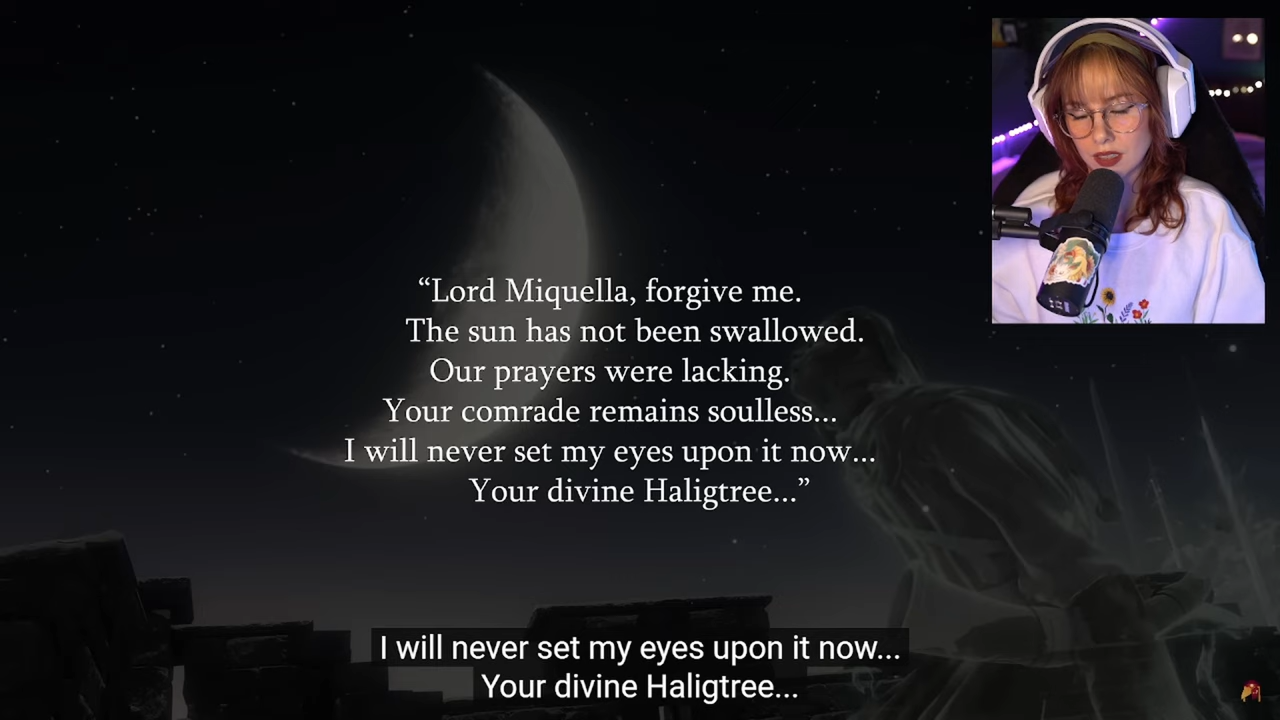 “Lord Miquella, forgive me.
The sun has not been swallowed.
Our prayers were lacking.
Your comrade remains soulless...
I will never set my eyes upon it now...
Your divine Haligtree...”
I will never set my eyes upon it now...
Your divine Haligtree...